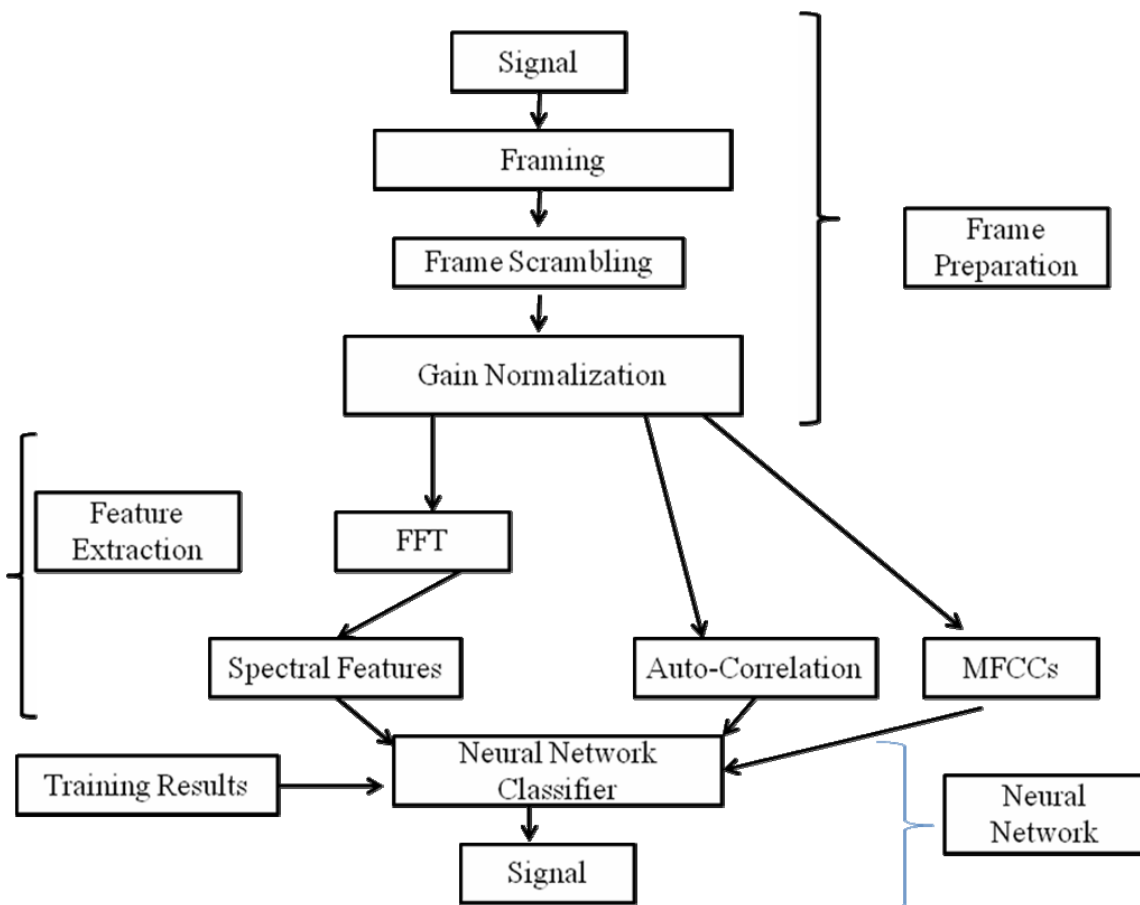 Signal
Framing
Frame Scrambling
Frame
Preparation
Gain Normalization
Feature
Extraction
FFT
Spectral Features
Auto-Correlation
MFCCs
Training Results
Neural Network
Classifier
Neural
Network
Signal